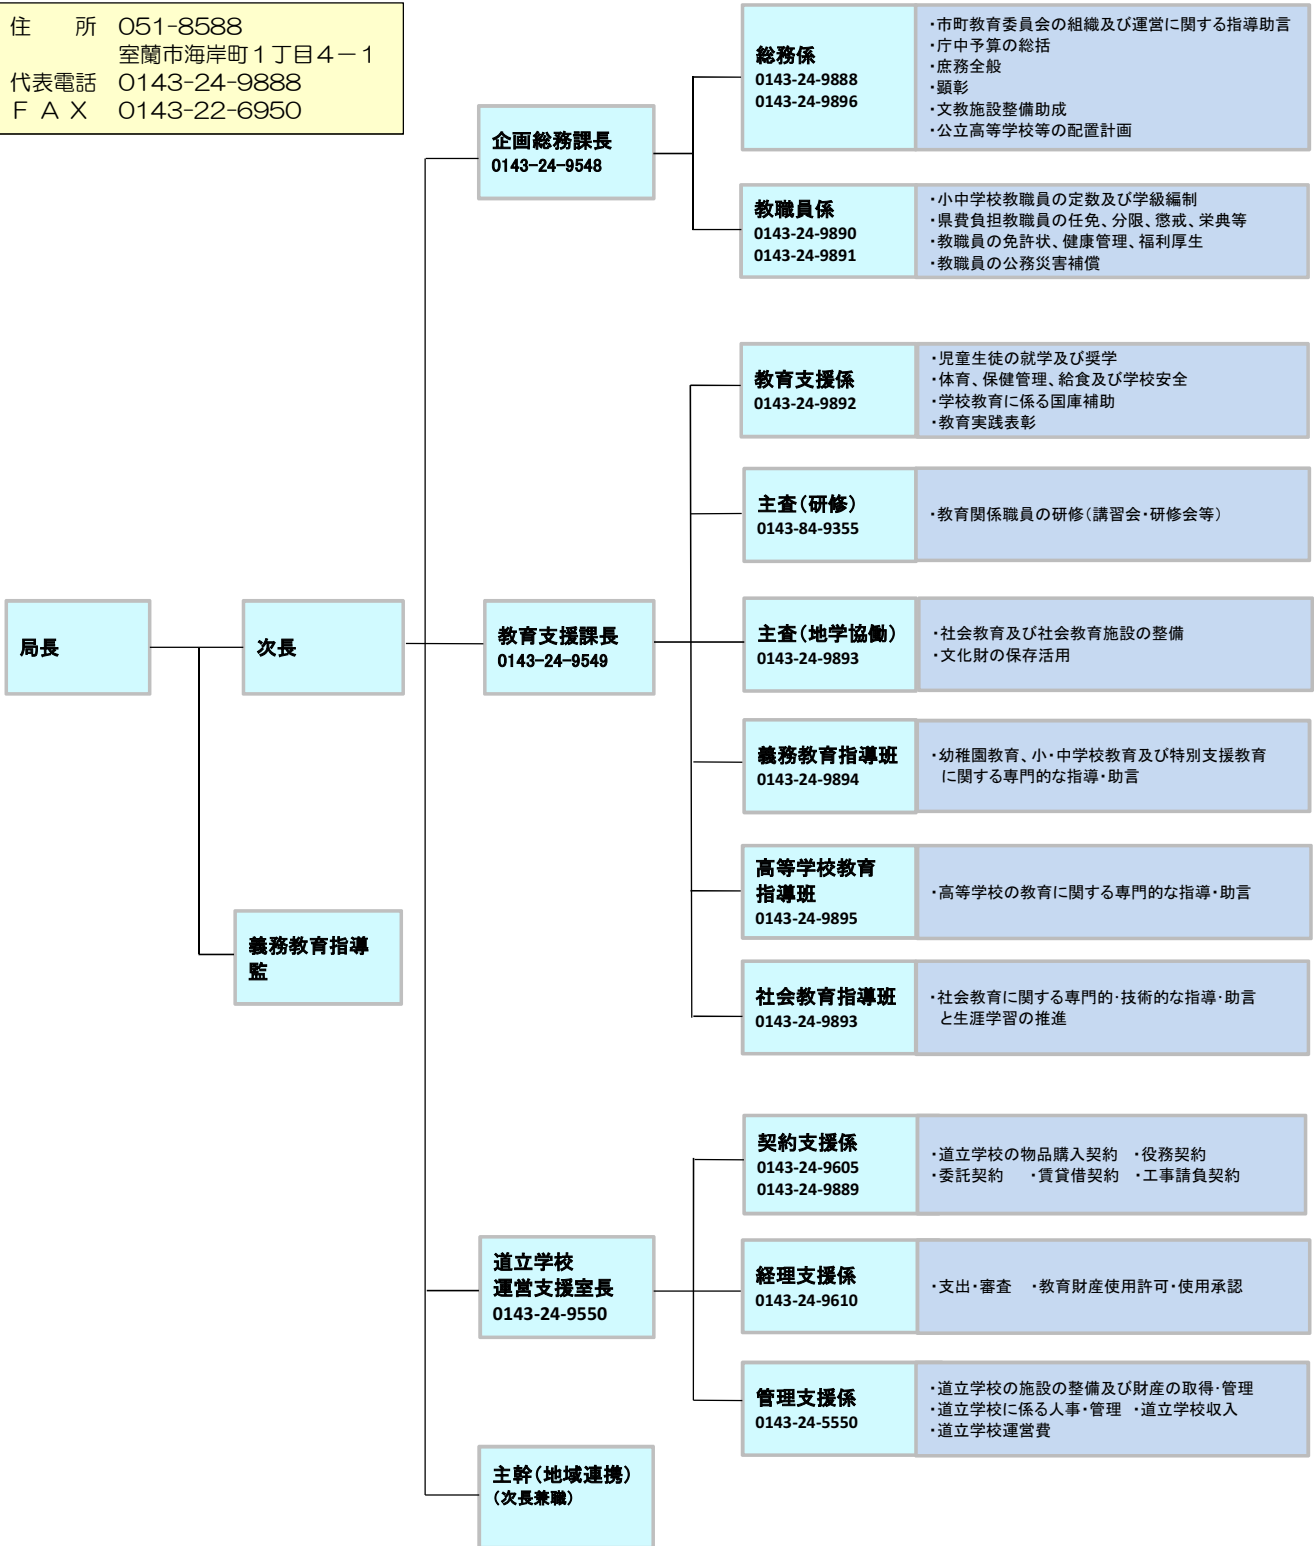 住　所　051-8588
室蘭市海岸町１丁目４－１
代表電話　0143-24-9888
ＦＡＸ　0143-22-6950
局長
次長
義務教育指導
監
企画総務課長
0143-24-9548
総務係
0143-24-9888
0143-24-9896
・市町教育委員会の組織及び運営に関する指導助言
・庁中予算の総括
・庶務全般
・顕彰
・文教施設整備助成
・公立高等学校等の配置計画
教職員係
0143-24-9890
0143-24-9891
・小中学校教職員の定数及び学級編制
・県費負担教職員の任免、分限、懲戒、栄典等
・教職員の免許状、健康管理、福利厚生
・教職員の公務災害補償
教育支援課長
0143-24-9549
教育支援係
0143-24-9892
・児童生徒の就学及び奨学
・体育、保健管理、給食及び学校安全
・学校教育に係る国庫補助
・教育実践表彰
主査（研修）
0143-84-9355
・教育関係職員の研修（講習会・研修会等）
主査（地学協働）
0143-24-9893
・社会教育及び社会教育施設の整備
・文化財の保存活用
義務教育指導班
0143-24-9894
・幼稚園教育、小・中学校教育及び特別支援教育
に関する専門的な指導・助言
高等学校教育
指導班
0143-24-9895
・高等学校の教育に関する専門的な指導・助言
社会教育指導班
0143-24-9893
・社会教育に関する専門的・技術的な指導・助言
と生涯学習の推進
道立学校
運営支援室長
0143-24-9550
契約支援係
0143-24-9605
0143-24-9889
・道立学校の物品購入契約　・役務契約
・委託契約　・賃貸借契約　・工事請負契約
経理支援係
0143-24-9610
・支出・審査　・教育財産使用許可・使用承認
管理支援係
0143-24-5550
・道立学校の施設の整備及び財産の取得・管理
・道立学校に係る人事・管理　・道立学校収入
・道立学校運営費
主幹（地域連携）
（次長兼職）